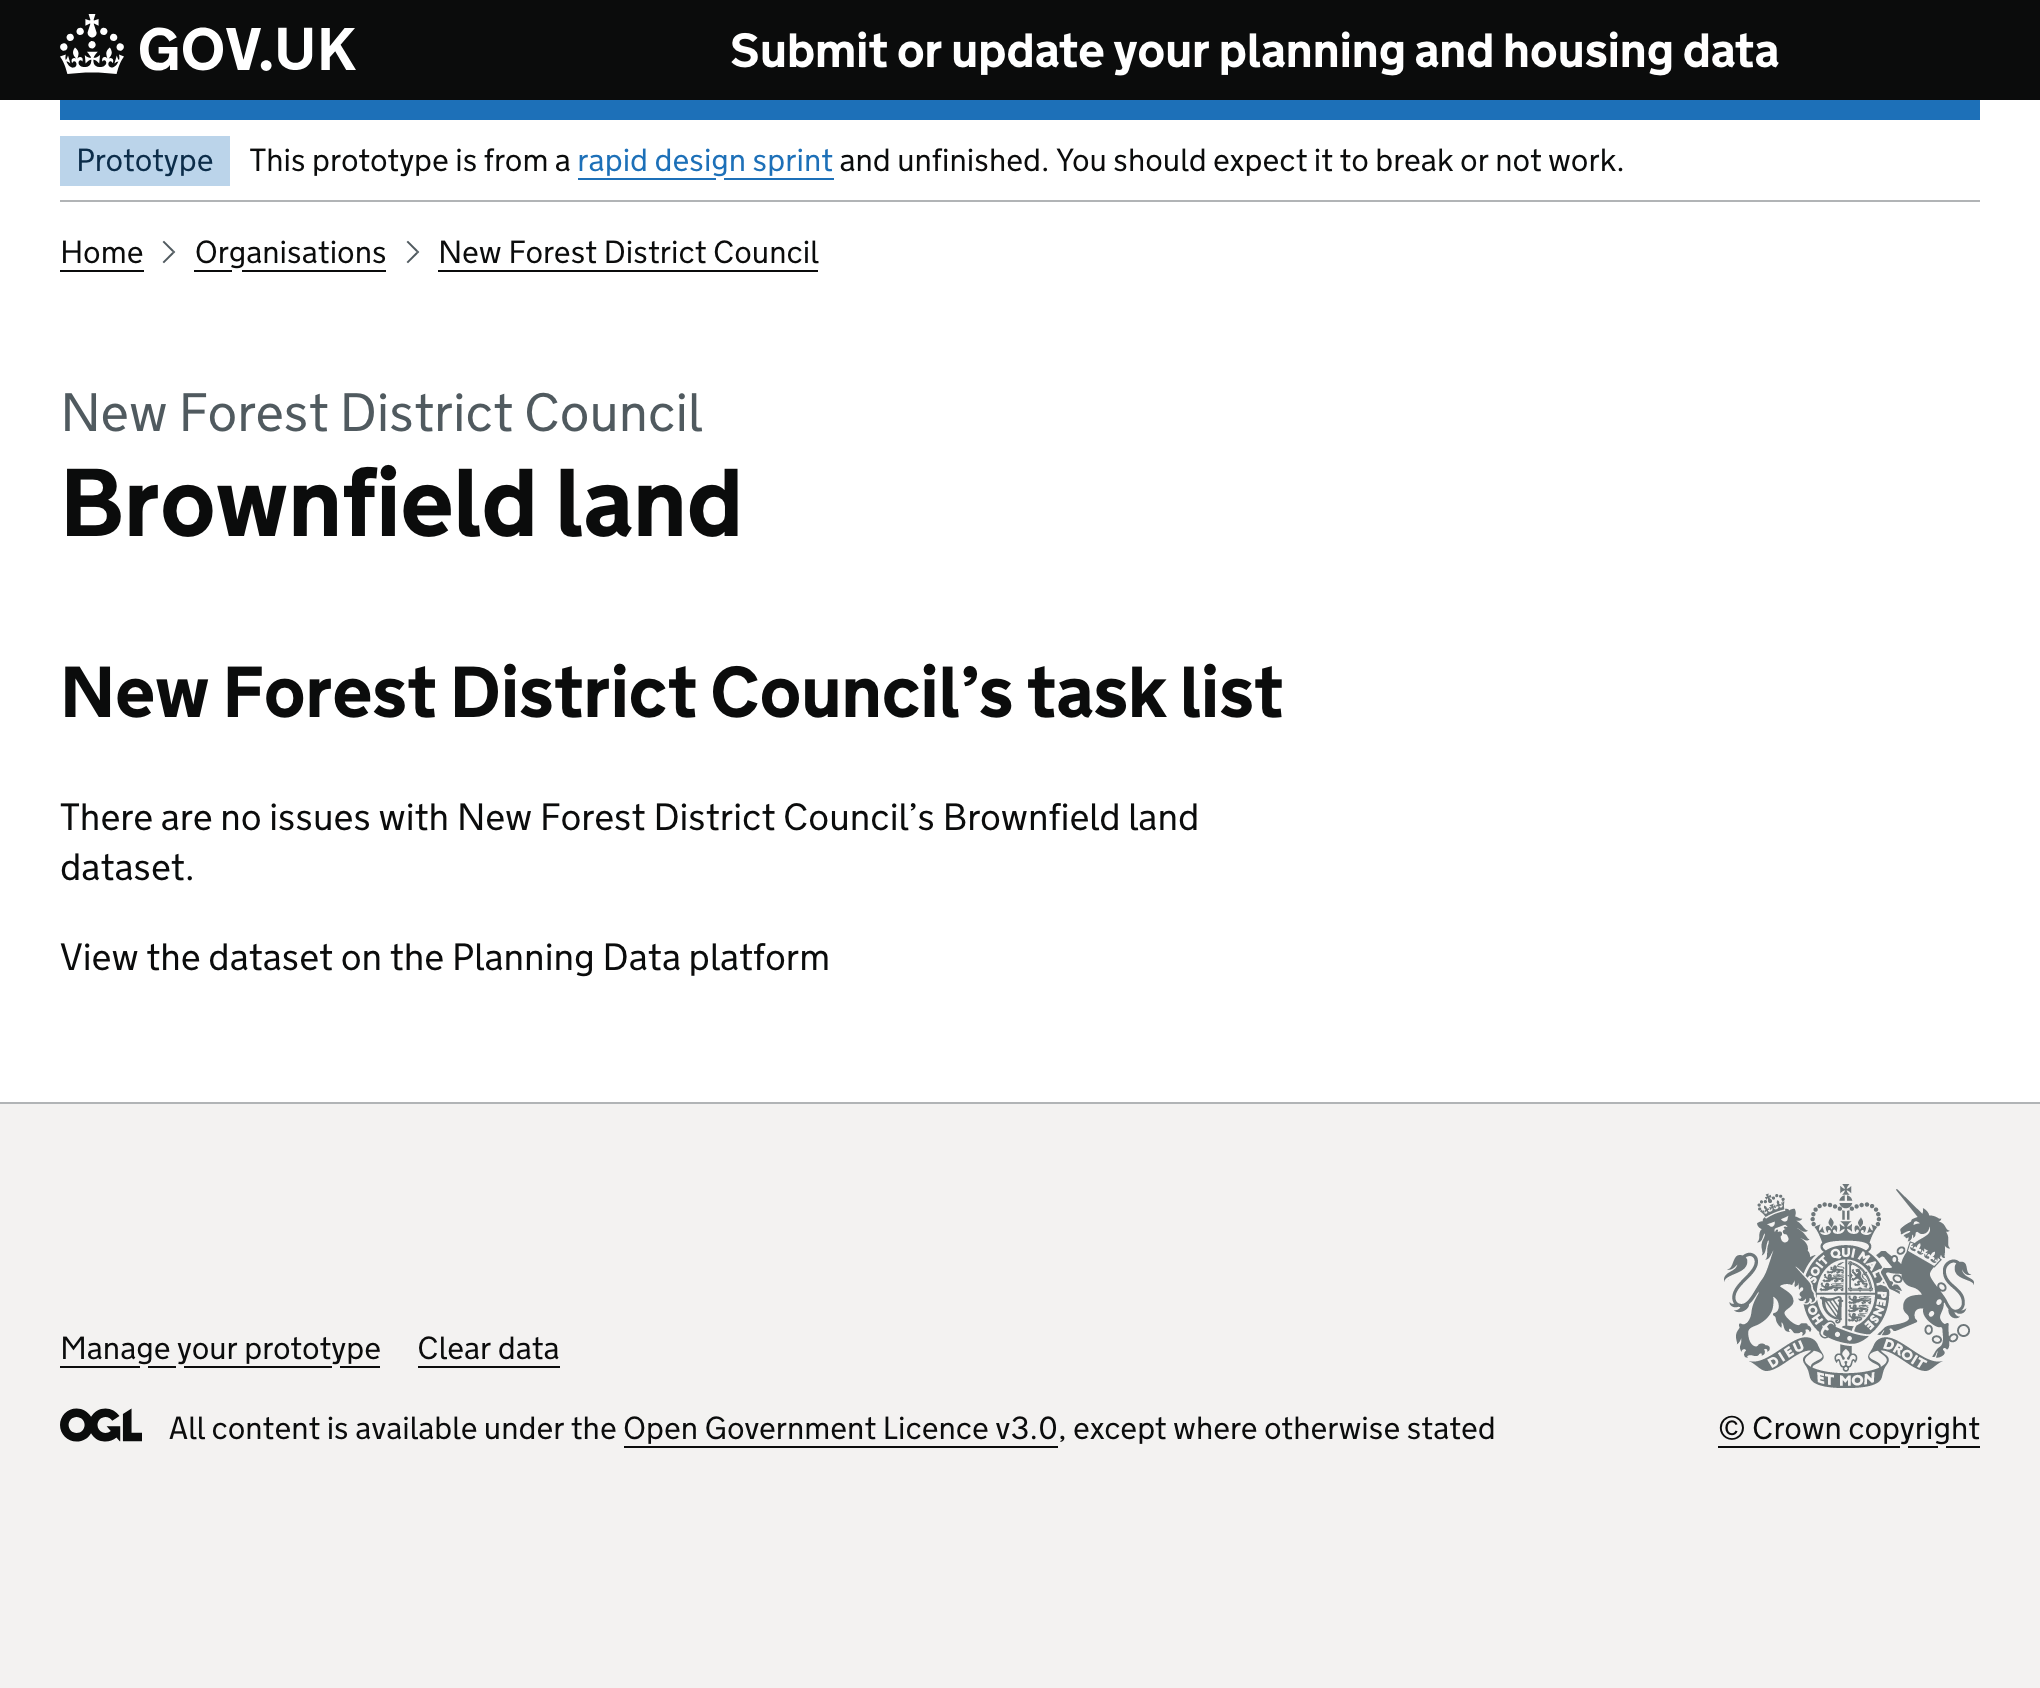 GOV.UK
Submit or update your planning and housing data
Prototype
This prototype is from a rapid design sprint and unfinished. You should expect it to break or not work.
Home
Organisations
New Forest District Council
New Forest District Council
Brownfield land
New Forest District Council’s task list
There are no issues with New Forest District Council’s Brownfield land
dataset.
View the dataset on the Planning Data platform
Manage your prototype
Clear data
OGL
All content is available under the Open Government Licence v3.0, except where otherwise stated
SOIT QUI MAL
PENSE
HON
DIEU
ET MON
DROIT
© Crown copyright